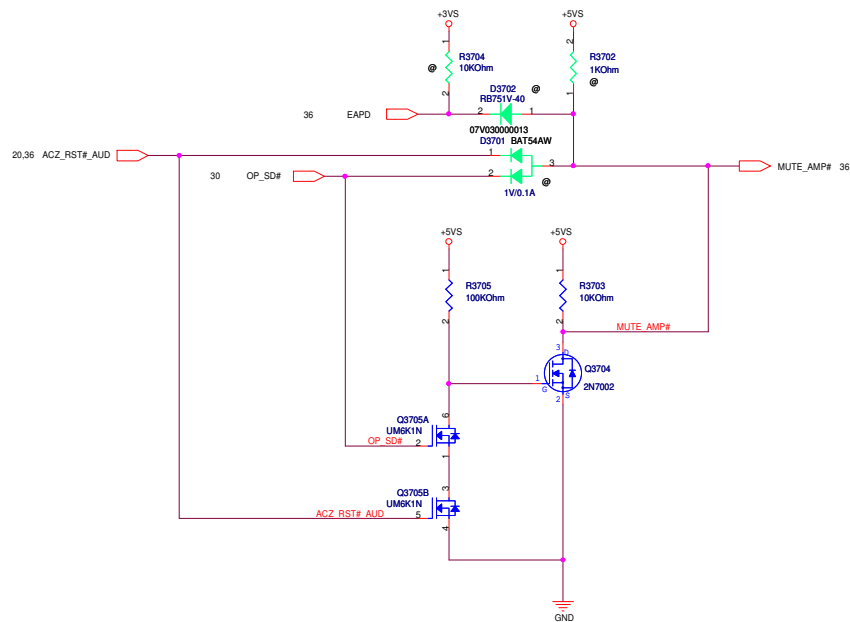 +3VS
+5VS
1
R3704
10KOhm
@
2
2
R3702
1KOhm
@
1
D3702
RB751V-40
@
36 EAPD
2
1
07V030000013
D3701 BAT54AW
20,36 ACZ_RST#_AUD
1
3
30 OP_SD#
2
@
1V/0.1A
MUTE_AMP# 36
+5VS
+5VS
1
R3705
100KOhm
2
1
R3703
10KOhm
2
MUTE_AMP#
3
D
Q3704
1
G
2N7002
2
S
Q3705A
UM6K1N
6
OP_SD#
2
1
Q3705B
UM6K1N
3
ACZ_RST#_AUD
5
4
GND